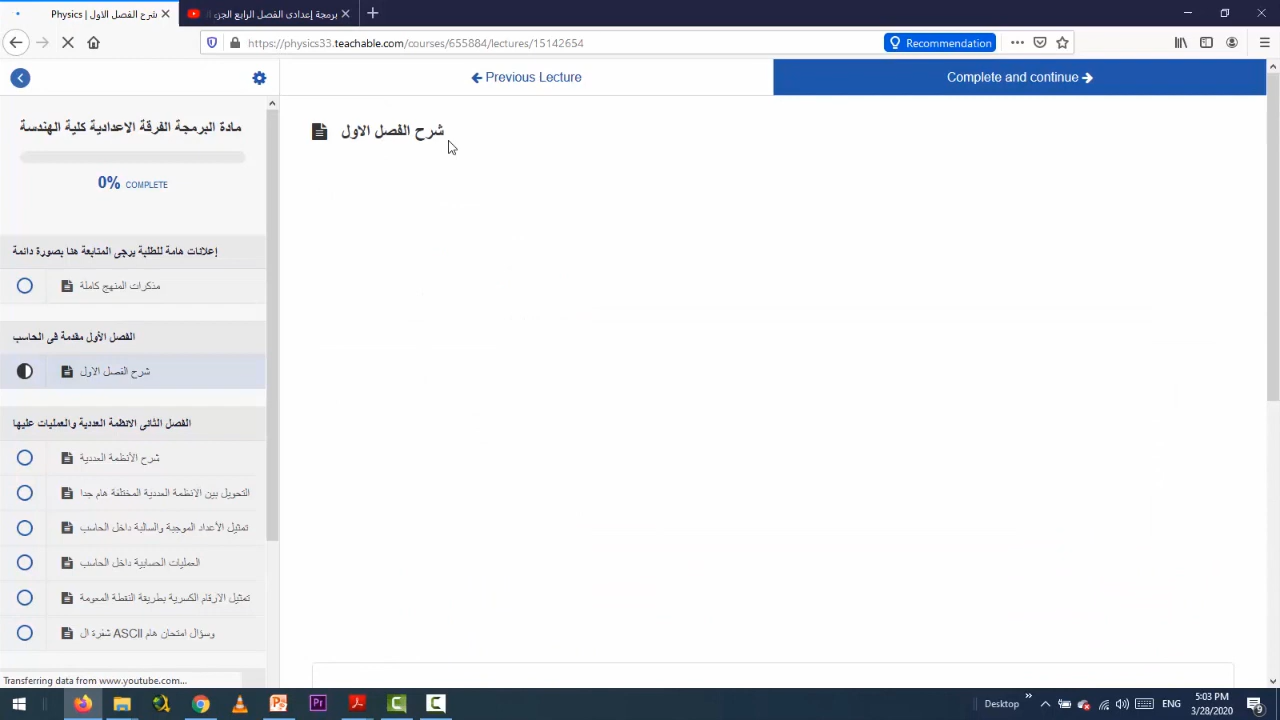 شرح الفصل الاول | Physics
برمجة إعدادى الفصل الرابع الجزء ال
https://physics33.teachable.com/courses/655884/lectures/15142654
Recommendation
Previous Lecture
Complete and continue
مادة البرمجة الفرقة الاعدادية كلية الهندسة
0% COMPLETE
إعلانات هامة للطلبة يرجى المتابعة هنا بصورة دائمة
مذكرات المنهج كاملة
الفصل الأول مقدمة فى الحاسب
شرح الفصل الاول
الفصل الثانى الانظمة العددية والعمليات عليها
شرح الأنظمة العددية
التحويل بين الانظمة العددية المختلفة هام جدا
تمثيل الأعداد الموجبة والسالبة داخل الحاسب
العمليات الحسابية داخل الحاسب
تمثيل الارقام الكسرية بطريقة النقطة المعومة
وسؤال امتحان هام ASCII شفرة ال
شرح الفصل الاول
Transferring data from www.youtube.com...
Desktop
ENG
5:03 PM
3/28/2020
9